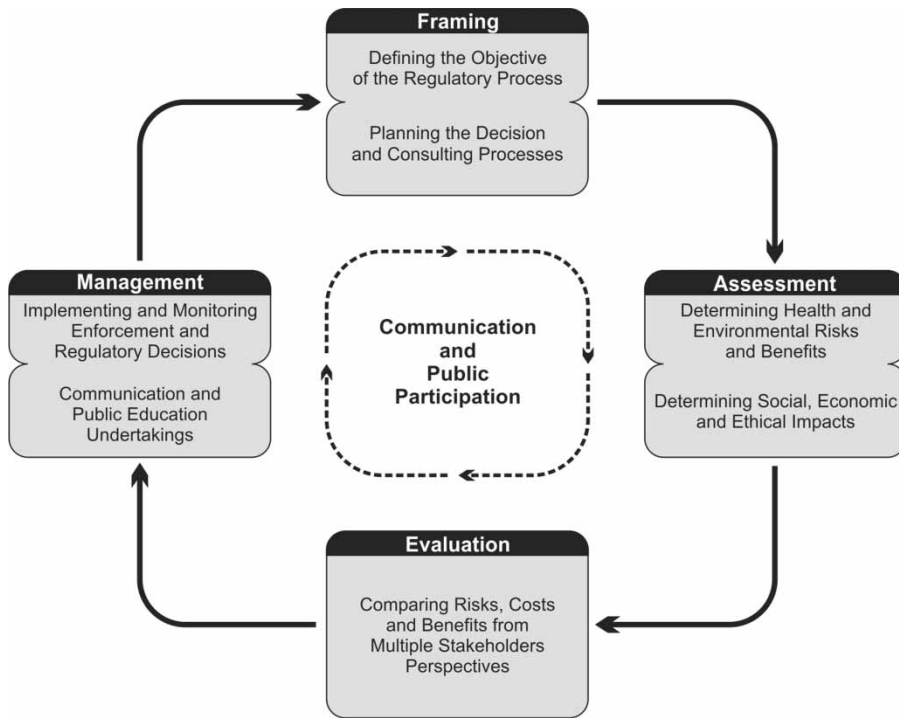 Framing
Defining the Objective
of the Regulatory Process
Planning the Decision
and Consulting Processes
Management
Implementing and Monitoring
Enforcement and
Regulatory Decisions
Communication and
Public Education
Undertakings
Communication
and
Public
Participation
Assessment
Determining Health and
Environmental Risks
and Benefits
Determining Social, Economic
and Ethical Impacts
Evaluation
Comparing Risks, Costs
and Benefits from
Multiple Stakeholders
Perspectives